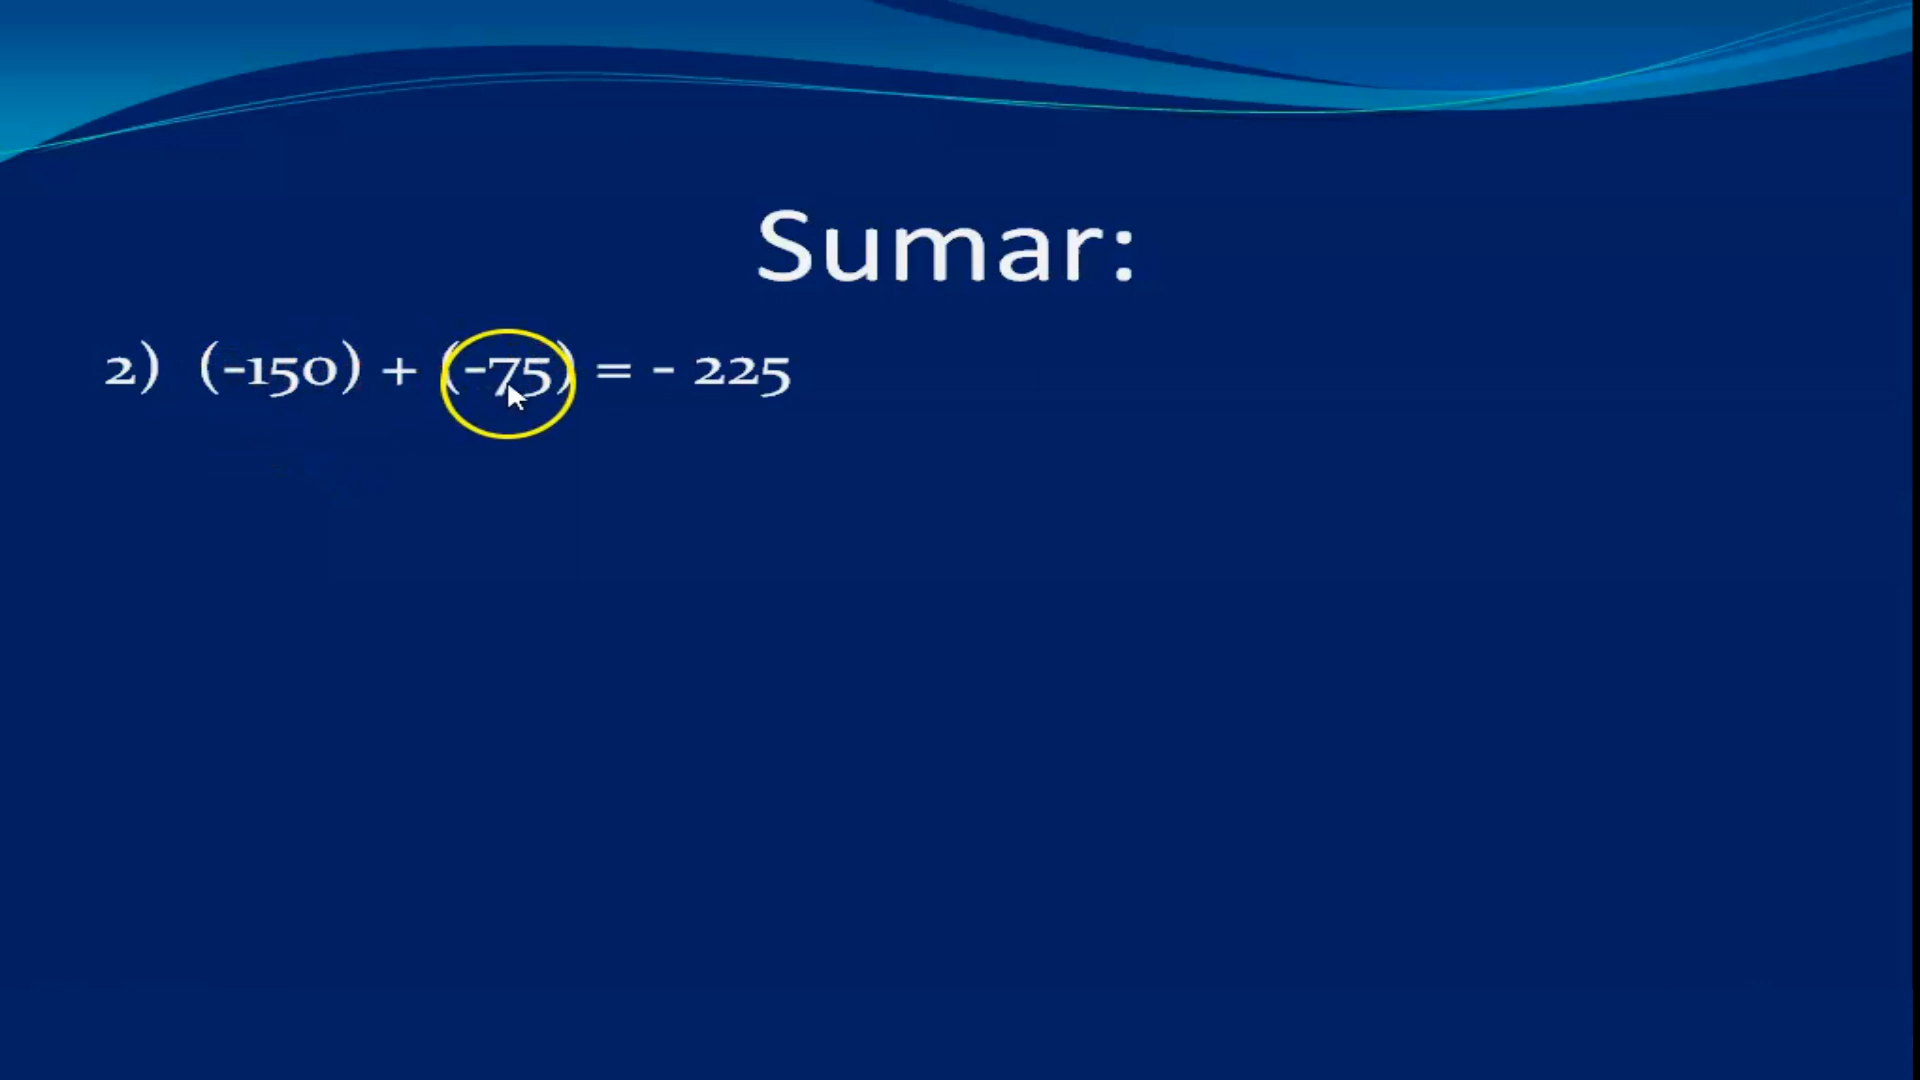 Sumar:
2) (-150) + (-75) = - 225